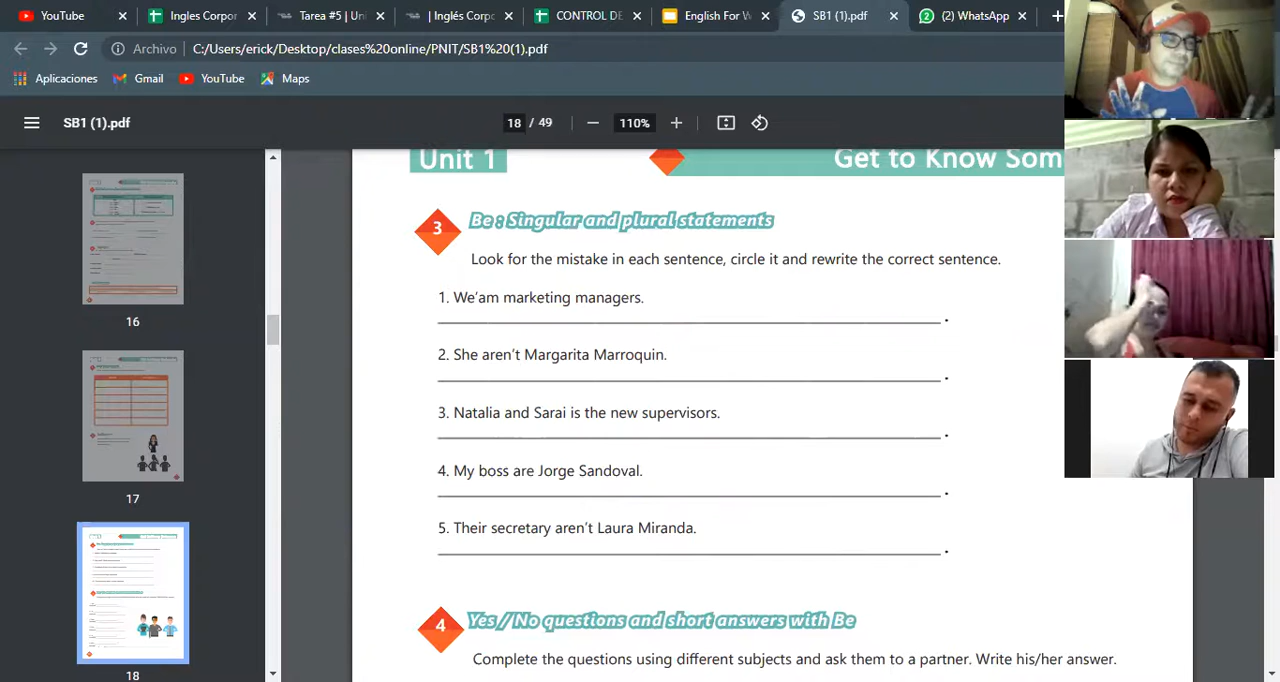 YouTube
Ingles Corpor
Tarea #5 | Uni
| Inglés Corpo
CONTROL DE
English For W
SB1 (1).pdf
(2) WhatsApp
Archivo
C:/Users/erick/Desktop/clases%20online/PNIT/SB1%20(1).pdf
Aplicaciones
Gmail
YouTube
Maps
SB1 (1).pdf
18 / 49
110%
16
17
18
Unit 1
Get to Know Som
3
Be : Singular and plural statements
Look for the mistake in each sentence, circle it and rewrite the correct sentence.
1. We'am marketing managers.
2. She aren't Margarita Marroquin.
3. Natalia and Sarai is the new supervisors.
4. My boss are Jorge Sandoval.
5. Their secretary aren't Laura Miranda.
4
Yes / No questions and short answers with Be
Complete the questions using different subjects and ask them to a partner. Write his/her answer.